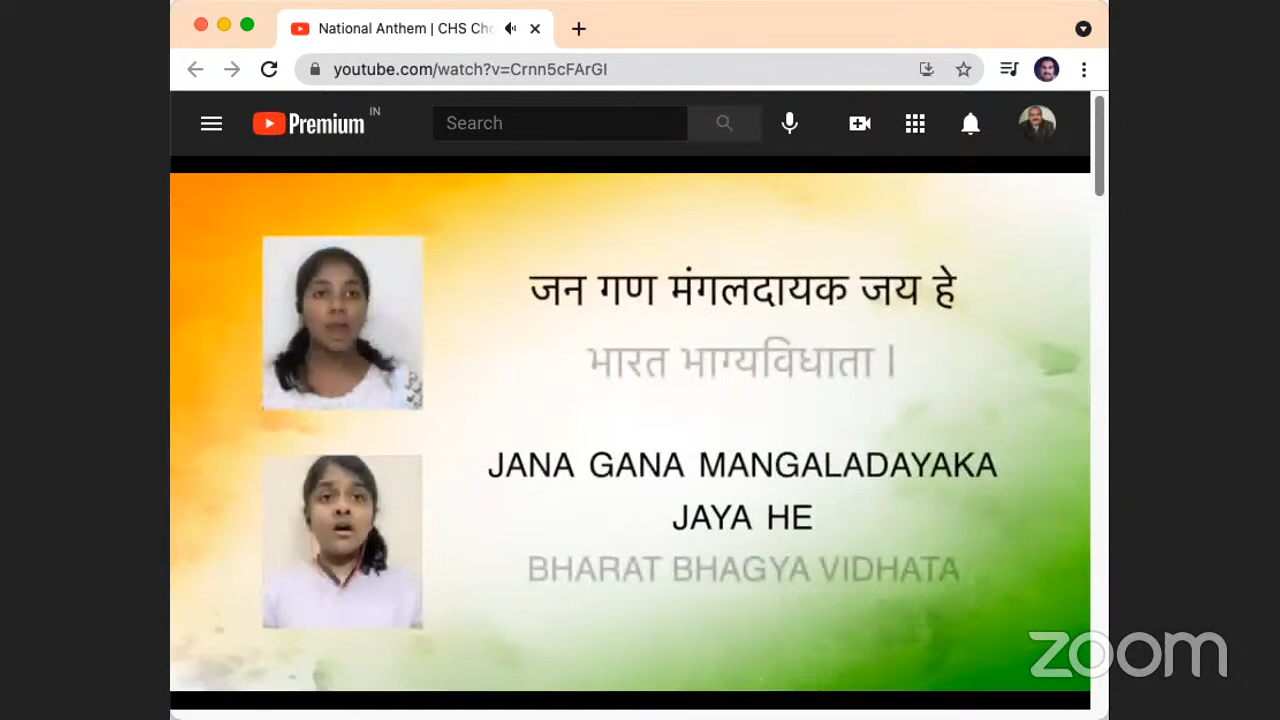 National Anthem | CHS Cho
youtube.com/watch?v=Crnn5cFArGI
Premium IN
Search
जन गण मंगलदायक जय हे
भारत भाग्यविधाता ।
JANA GANA MANGALADAYAKA
JAYA HE
BHARAT BHAGYA VIDHATA
zoom